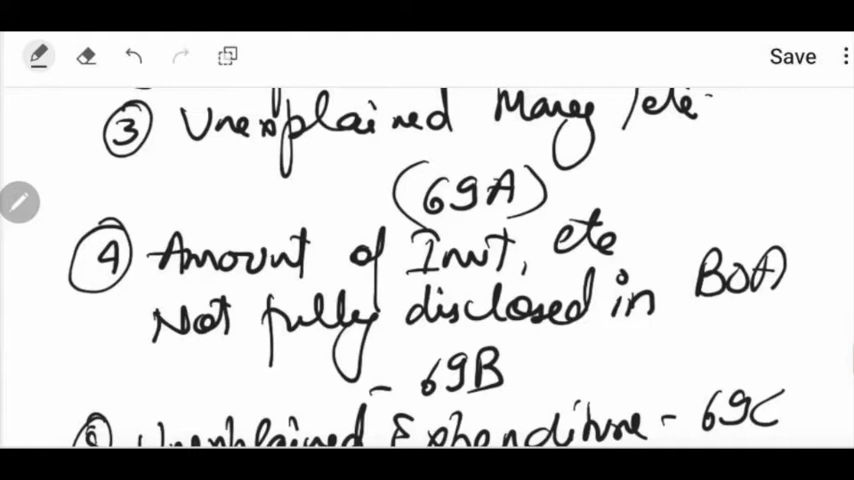 Save
③ Unexplained Money /etc.
(69A)
④ Amount of Invt, etc
Not fully disclosed in BOA
- 69B
Unexplained Expenditure - 69C